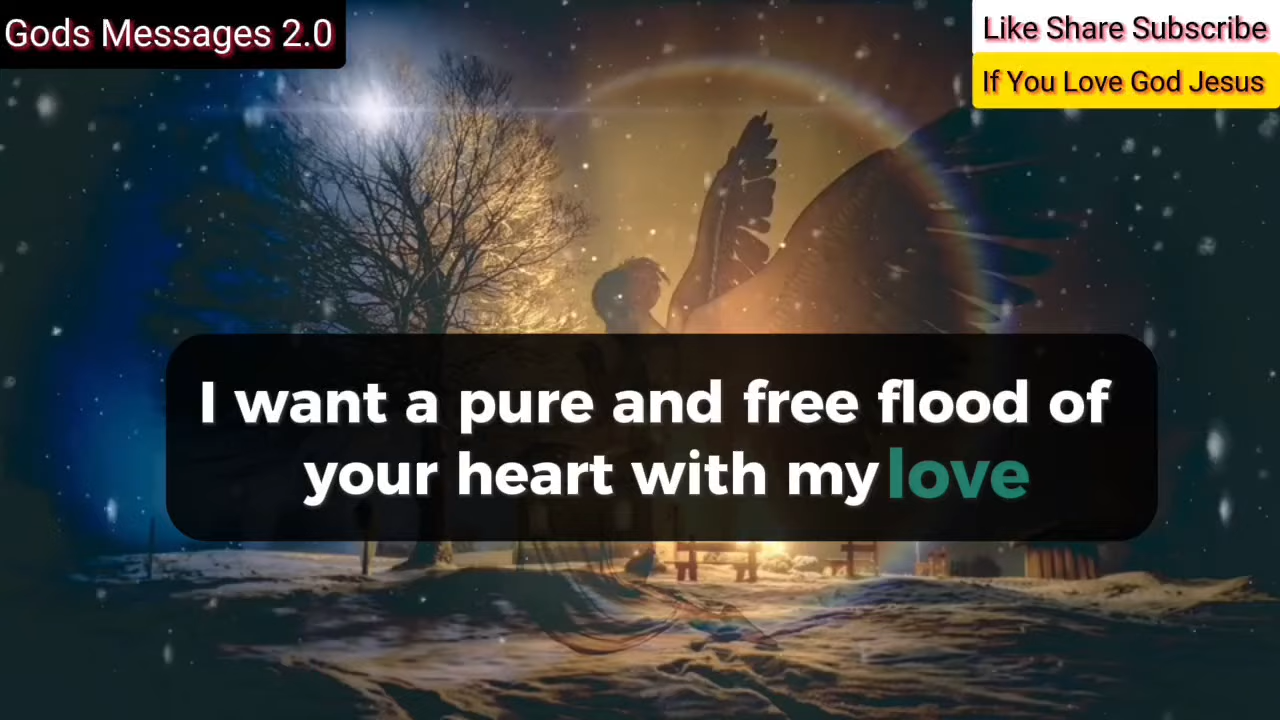 Gods Messages 2.0
Like Share Subscribe
If You Love God Jesus
I want a pure and free flood of
your heart with my love